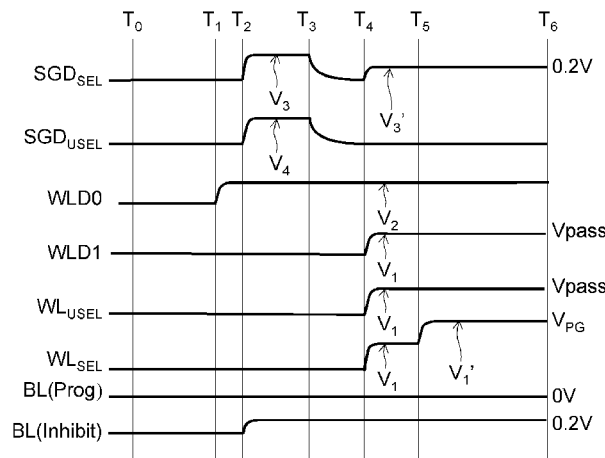 T0 T1 T2 T3 T4 T5 T6
SGDSEL 0.2V
V3 V3'
SGDUSEL
V4
WLD0
V2
WLD1 Vpass
V1
WLUSEL Vpass
V1
VPG
WLSEL
V1 V1'
BL(Prog) 0V
BL(Inhibit) 0.2V